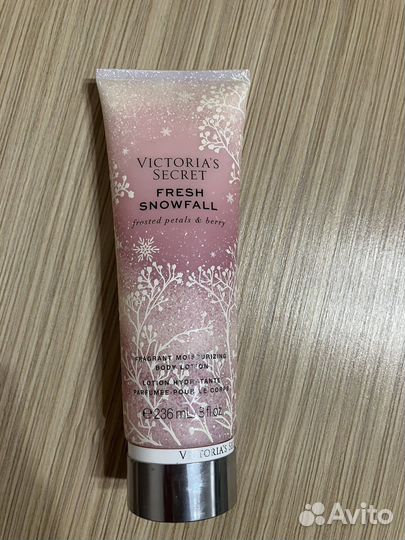 VICTORIA'S
SECRET
FRESH
SNOWFALL
frosted petals & berry
FRAGRANT MOISTURIZING
BODY LOTION
LOTION HYDRATANTE
PARFUMÉE POUR LE CORPS
℮ 236 mL 8 fl oz
VICTORIA'S
Avito